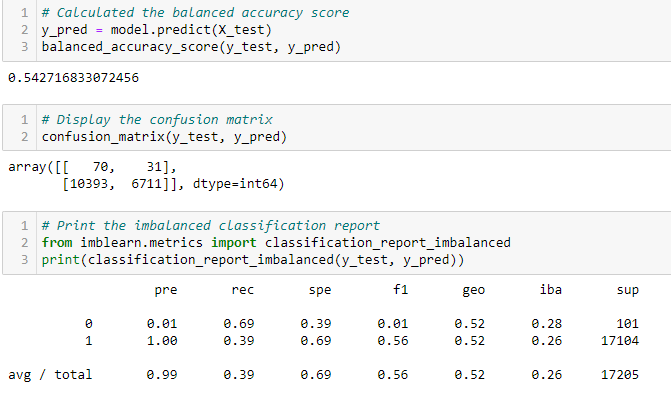 1 # Calculated the balanced accuracy score
2 y_pred = model.predict(X_test)
3 balanced_accuracy_score(y_test, y_pred)
0.542716833072456
1 # Display the confusion matrix
2 confusion_matrix(y_test, y_pred)
array([[   70,    31],
       [10393,  6711]], dtype=int64)
1 # Print the imbalanced classification report
2 from imblearn.metrics import classification_report_imbalanced
3 print(classification_report_imbalanced(y_test, y_pred))
pre rec spe f1 geo iba sup
0 0.01 0.69 0.39 0.01 0.52 0.28 101
1 1.00 0.39 0.69 0.56 0.52 0.26 17104
avg / total 0.99 0.39 0.69 0.56 0.52 0.26 17205